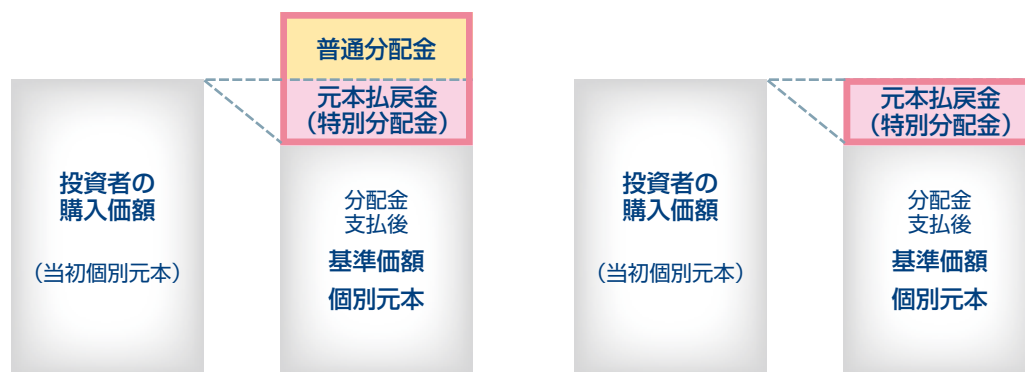 普通分配金
元本払戻金
（特別分配金）
投資者の
購入価額
（当初個別元本）
分配金
支払後
基準価額
個別元本
元本払戻金
（特別分配金）
投資者の
購入価額
（当初個別元本）
分配金
支払後
基準価額
個別元本